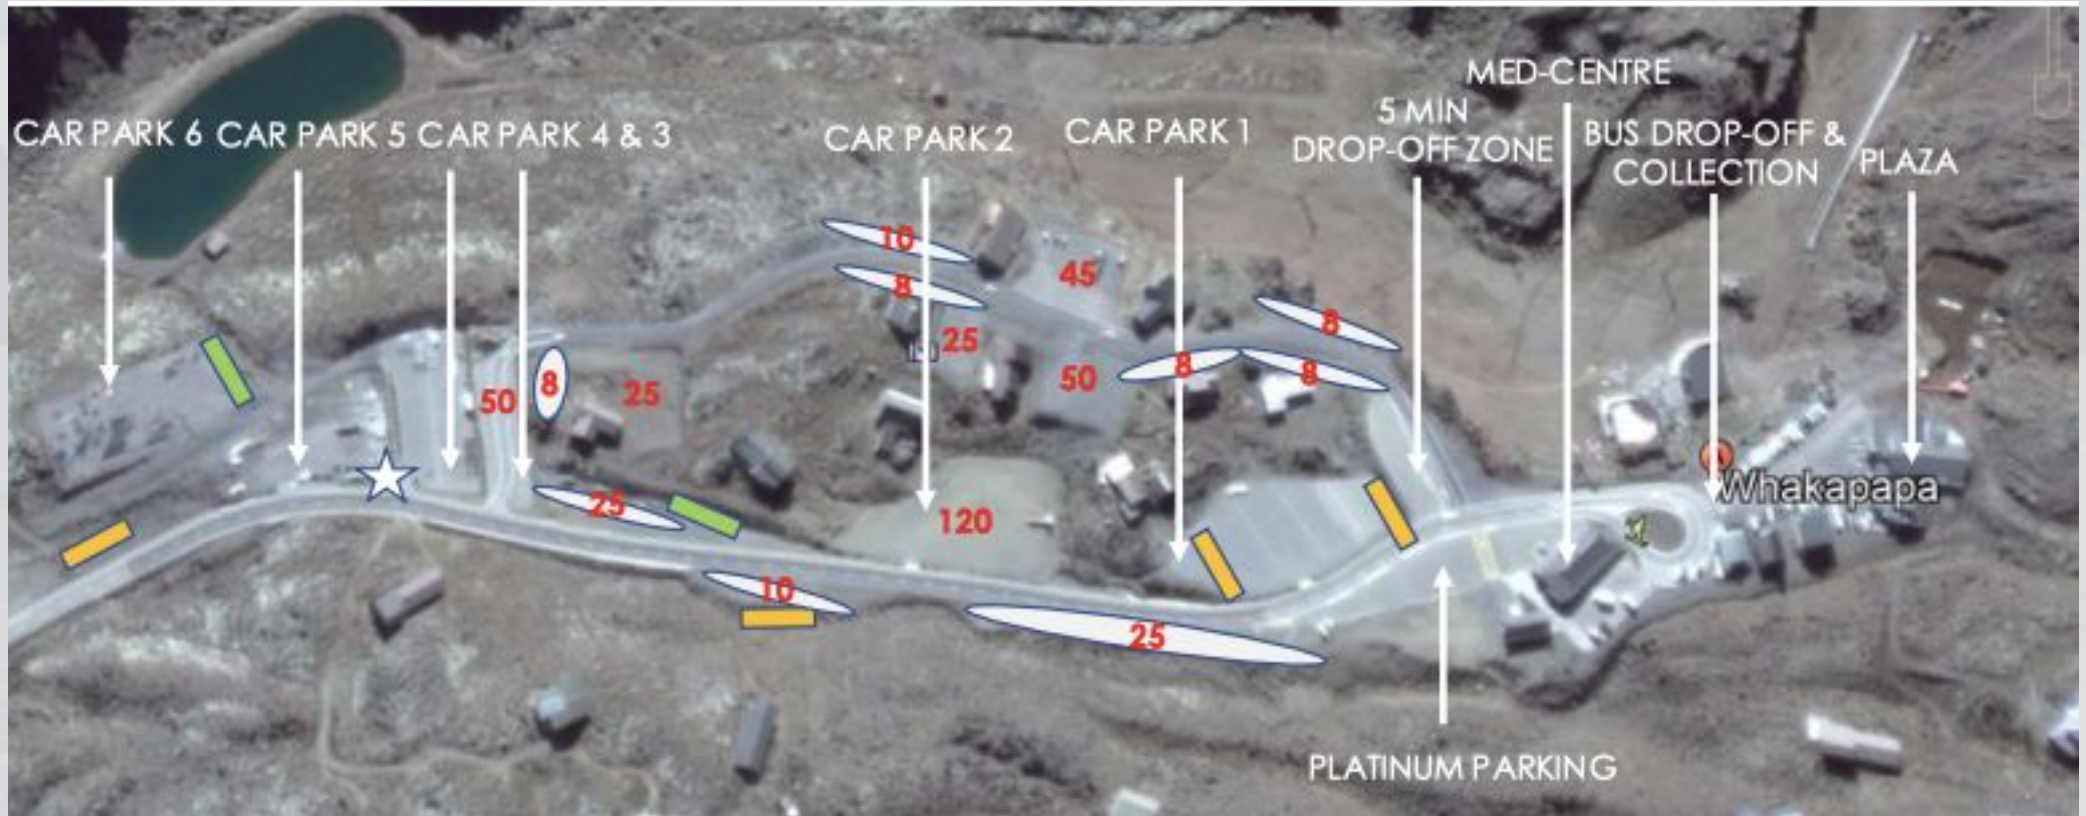 MED-CENTRE
5 MIN
DROP-OFF ZONE
BUS DROP-OFF &
COLLECTION
PLAZA
CAR PARK 6
CAR PARK 5
CAR PARK 4 & 3
CAR PARK 2
CAR PARK 1
10
8
45
25
50
8
8
8
50
8
25
25
120
10
25
Whakapapa
PLATINUM PARKING